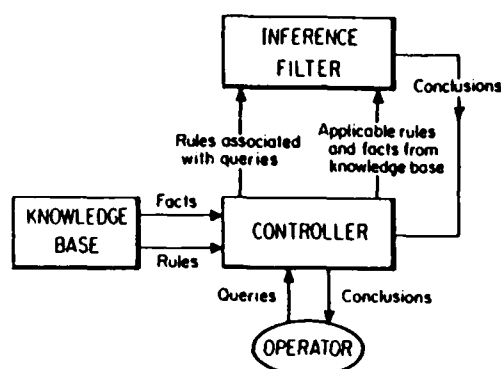 INFERENCE
FILTER
Conclusions
Rules associated
with queries
Applicable rules
and facts from
knowledge base
KNOWLEDGE
BASE
Facts
Rules
CONTROLLER
Queries
Conclusions
OPERATOR